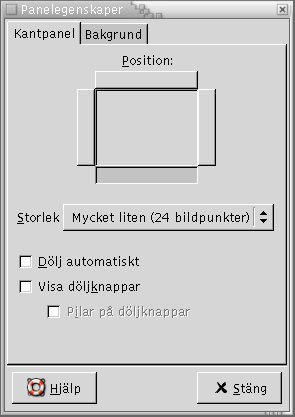 Panelegenskaper
Kantpanel Bakgrund
Position:
Storlek Mycket liten (24 bildpunkter)
Dölj automatiskt
Visa döljknappar
Pilar på döljknappar
Hjälp Stäng